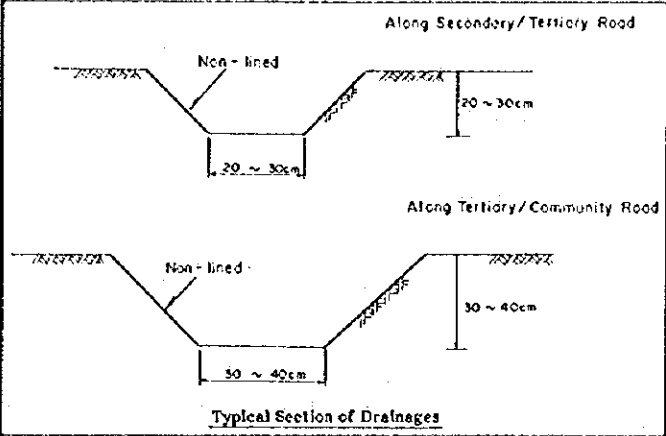 Along Secondary/Tertiary Road
Non-lined
20 ~ 30cm
20 ~ 30cm
Along Tertiary/Community Road
Non-lined
30 ~ 40cm
30 ~ 40cm
Typical Section of Drainages